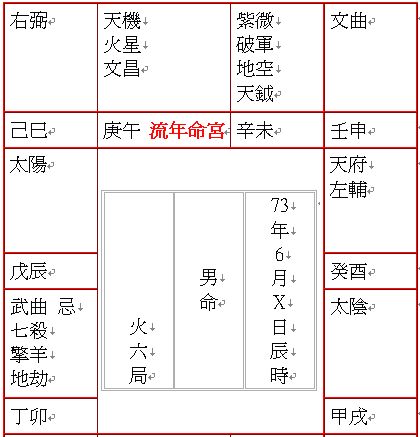 右弼
天機
火星
文昌
紫微
破軍
地空
天鉞
文曲
己巳
庚午 流年命宮
辛未
壬申
太陽
天府
左輔
戊辰
癸酉
73年6月X日辰時
男命
火六局
武曲 忌
七殺
擎羊
地劫
太陰
丁卯
甲戌